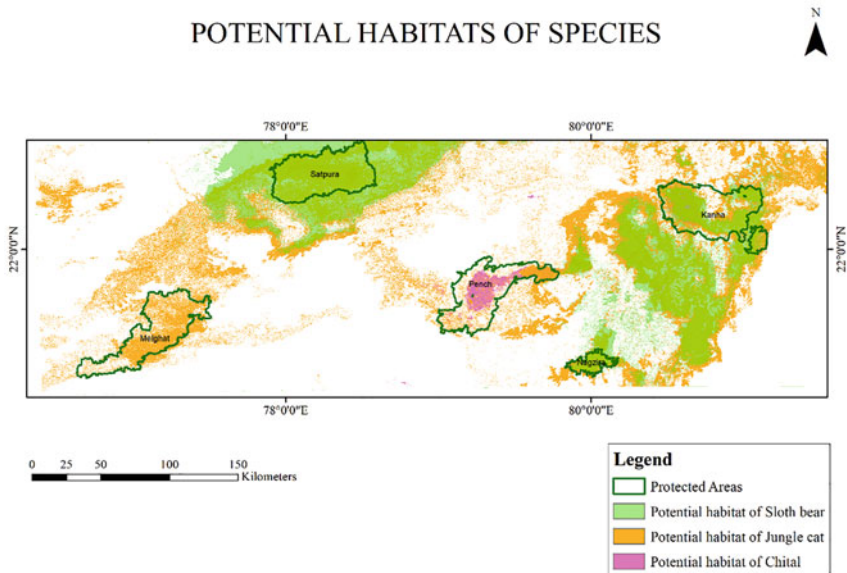 POTENTIAL HABITATS OF SPECIES
N
78°0'0"E 80°0'0"E
Satpura
Kanha
22°0'0"N 22°0'0"N
Pench
Melghat
Nagzira
78°0'0"E 80°0'0"E
0 25 50 100 150
Kilometers
Legend
Protected Areas
Potential habitat of Sloth bear
Potential habitat of Jungle cat
Potential habitat of Chital